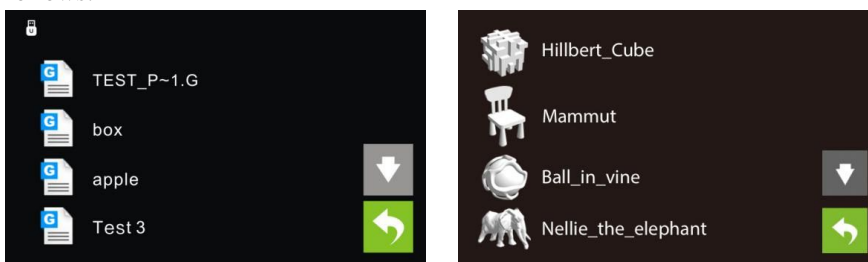 TEST_P~1.G
box
apple
Test 3
Hillbert_Cube
Mammut
Ball_in_vine
Nellie_the_elephant